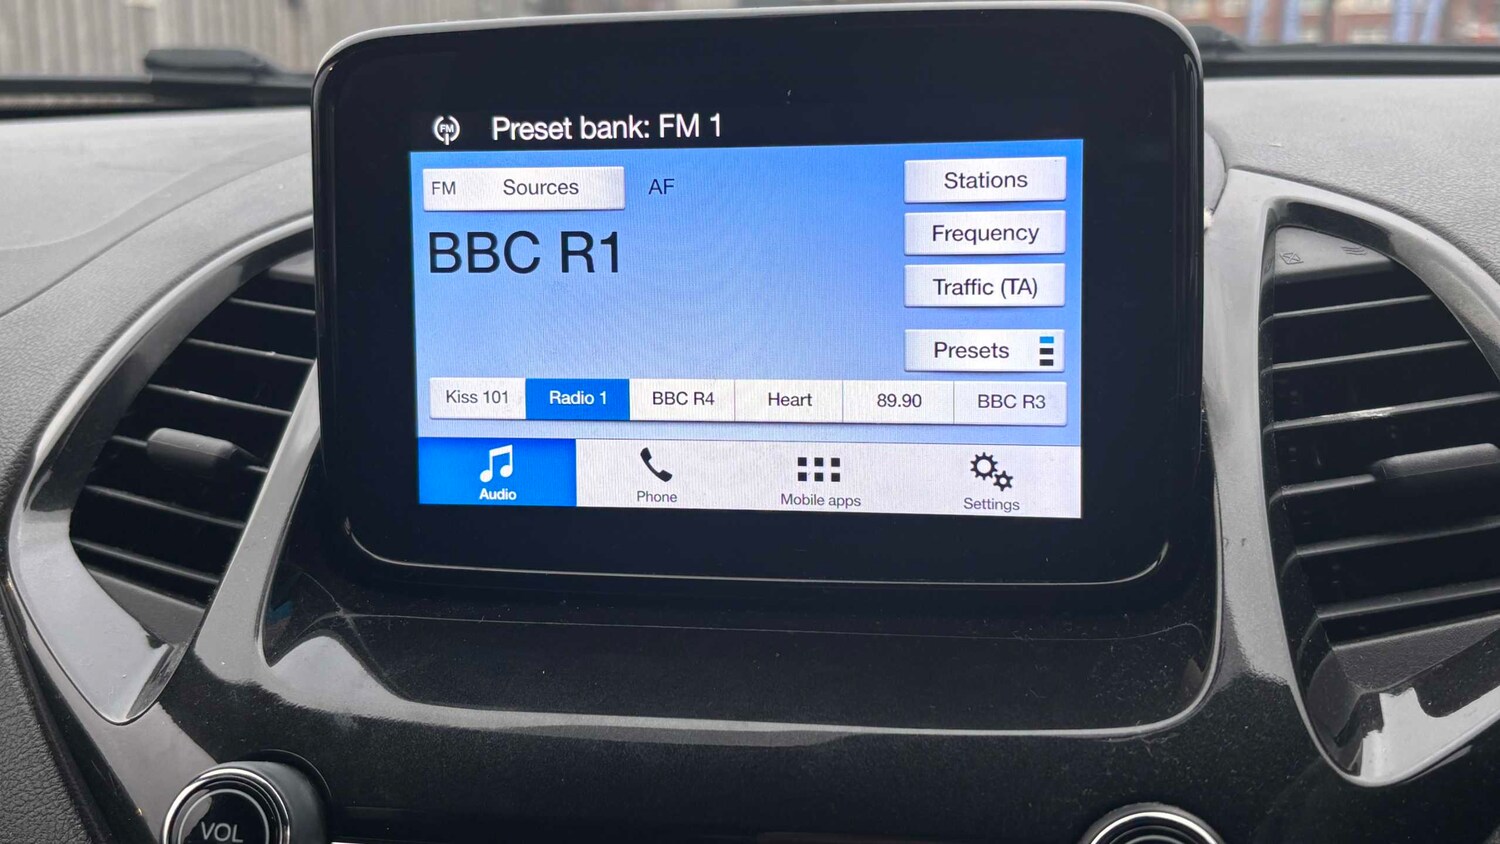 FM Preset bank: FM 1
FM Sources AF Stations
BBC R1
Frequency
Traffic (TA)
Presets
Kiss 101 Radio 1 BBC R4 Heart 89.90 BBC R3
Audio Phone Mobile apps Settings
VOL